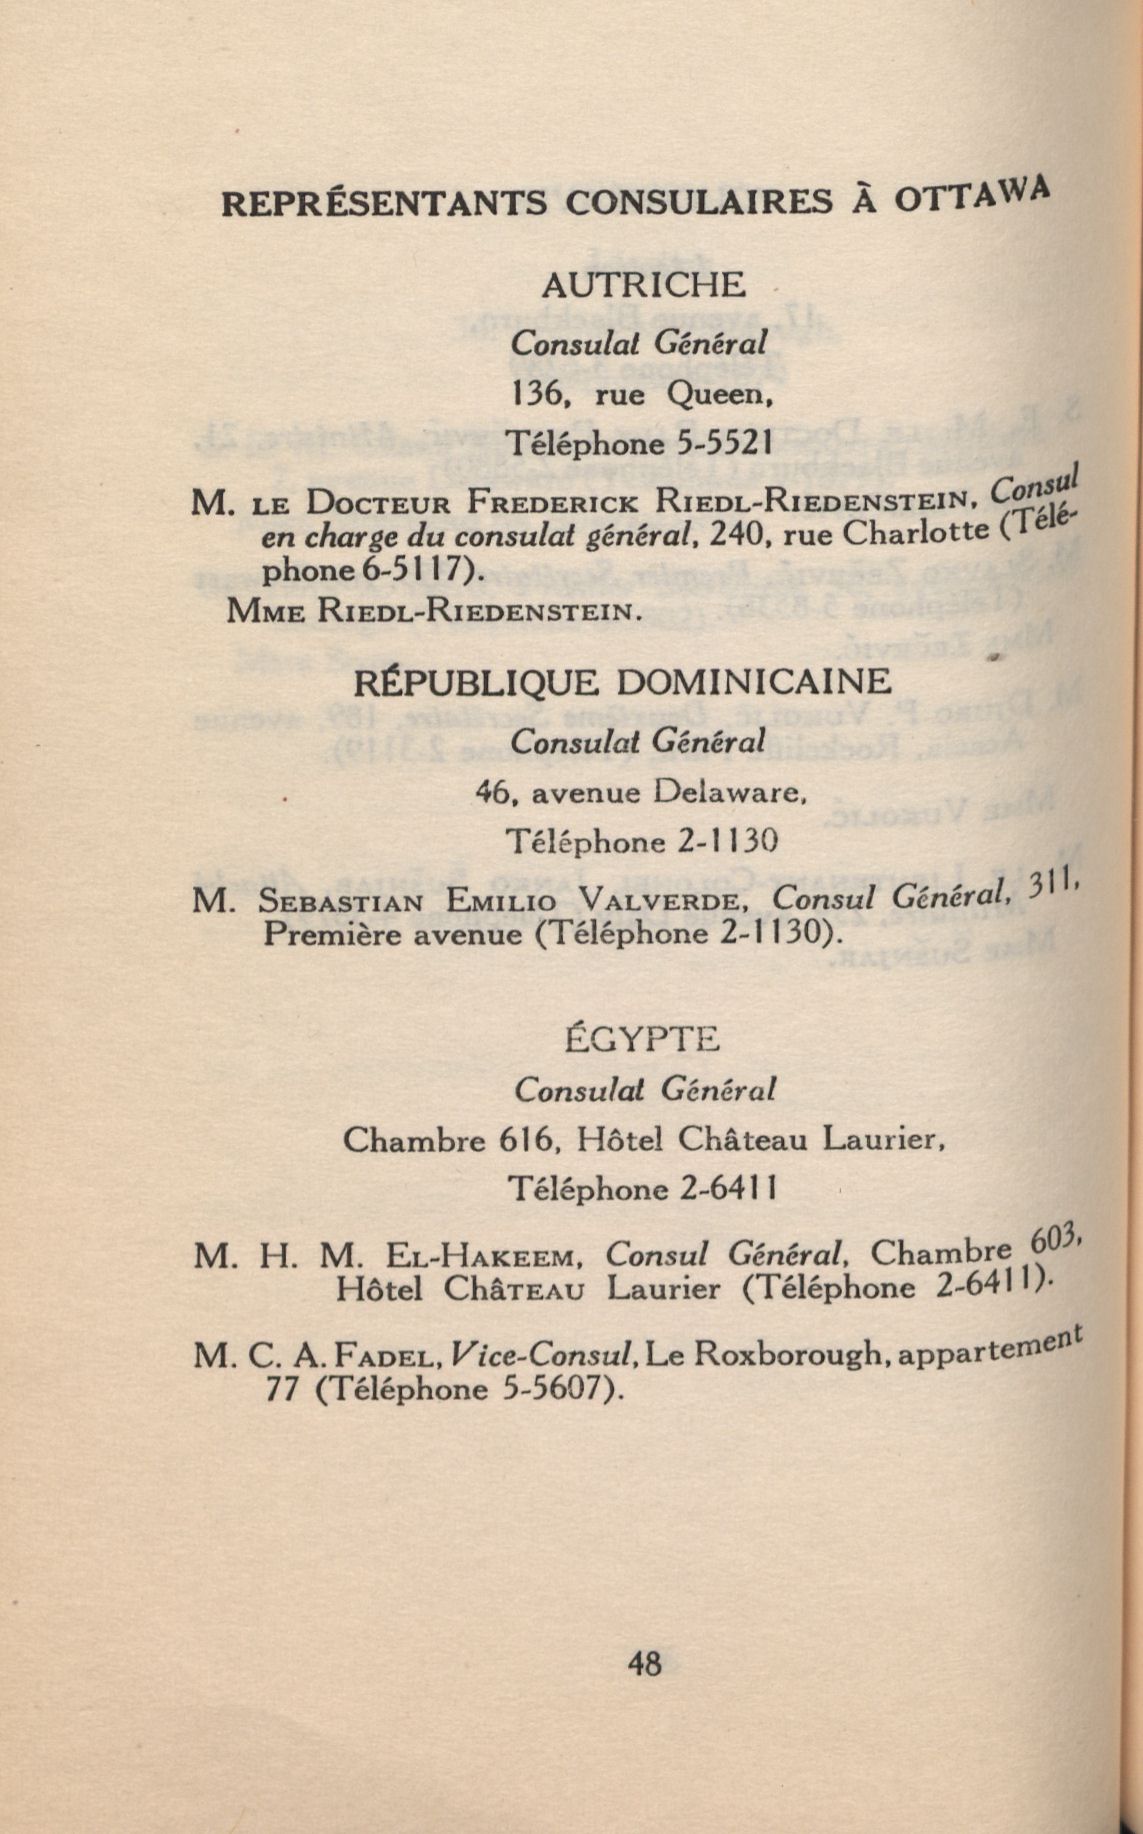 REPRÉSENTANTS CONSULAIRES À OTTAWA
AUTRICHE
Consulat Général
136, rue Queen,
Téléphone 5-5521
M. LE DOCTEUR FREDERICK RIEDL-RIEDENSTEIN, Consul
en charge du consulat général, 240, rue Charlotte (Télé-
phone 6-5117).
MME RIEDL-RIEDENSTEIN.
RÉPUBLIQUE DOMINICAINE
Consulat Général
46, avenue Delaware,
Téléphone 2-1130
M. SEBASTIAN EMILIO VALVERDE, Consul Général, 311,
Première avenue (Téléphone 2-1130).
ÉGYPTE
Consulat Général
Chambre 616, Hôtel Château Laurier,
Téléphone 2-6411
M. H. M. EL-HAKEEM, Consul Général, Chambre 603,
Hôtel ChâTEAU Laurier (Téléphone 2-6411).
M. C. A. FADEL, Vice-Consul, Le Roxborough, appartement
77 (Téléphone 5-5607).
48